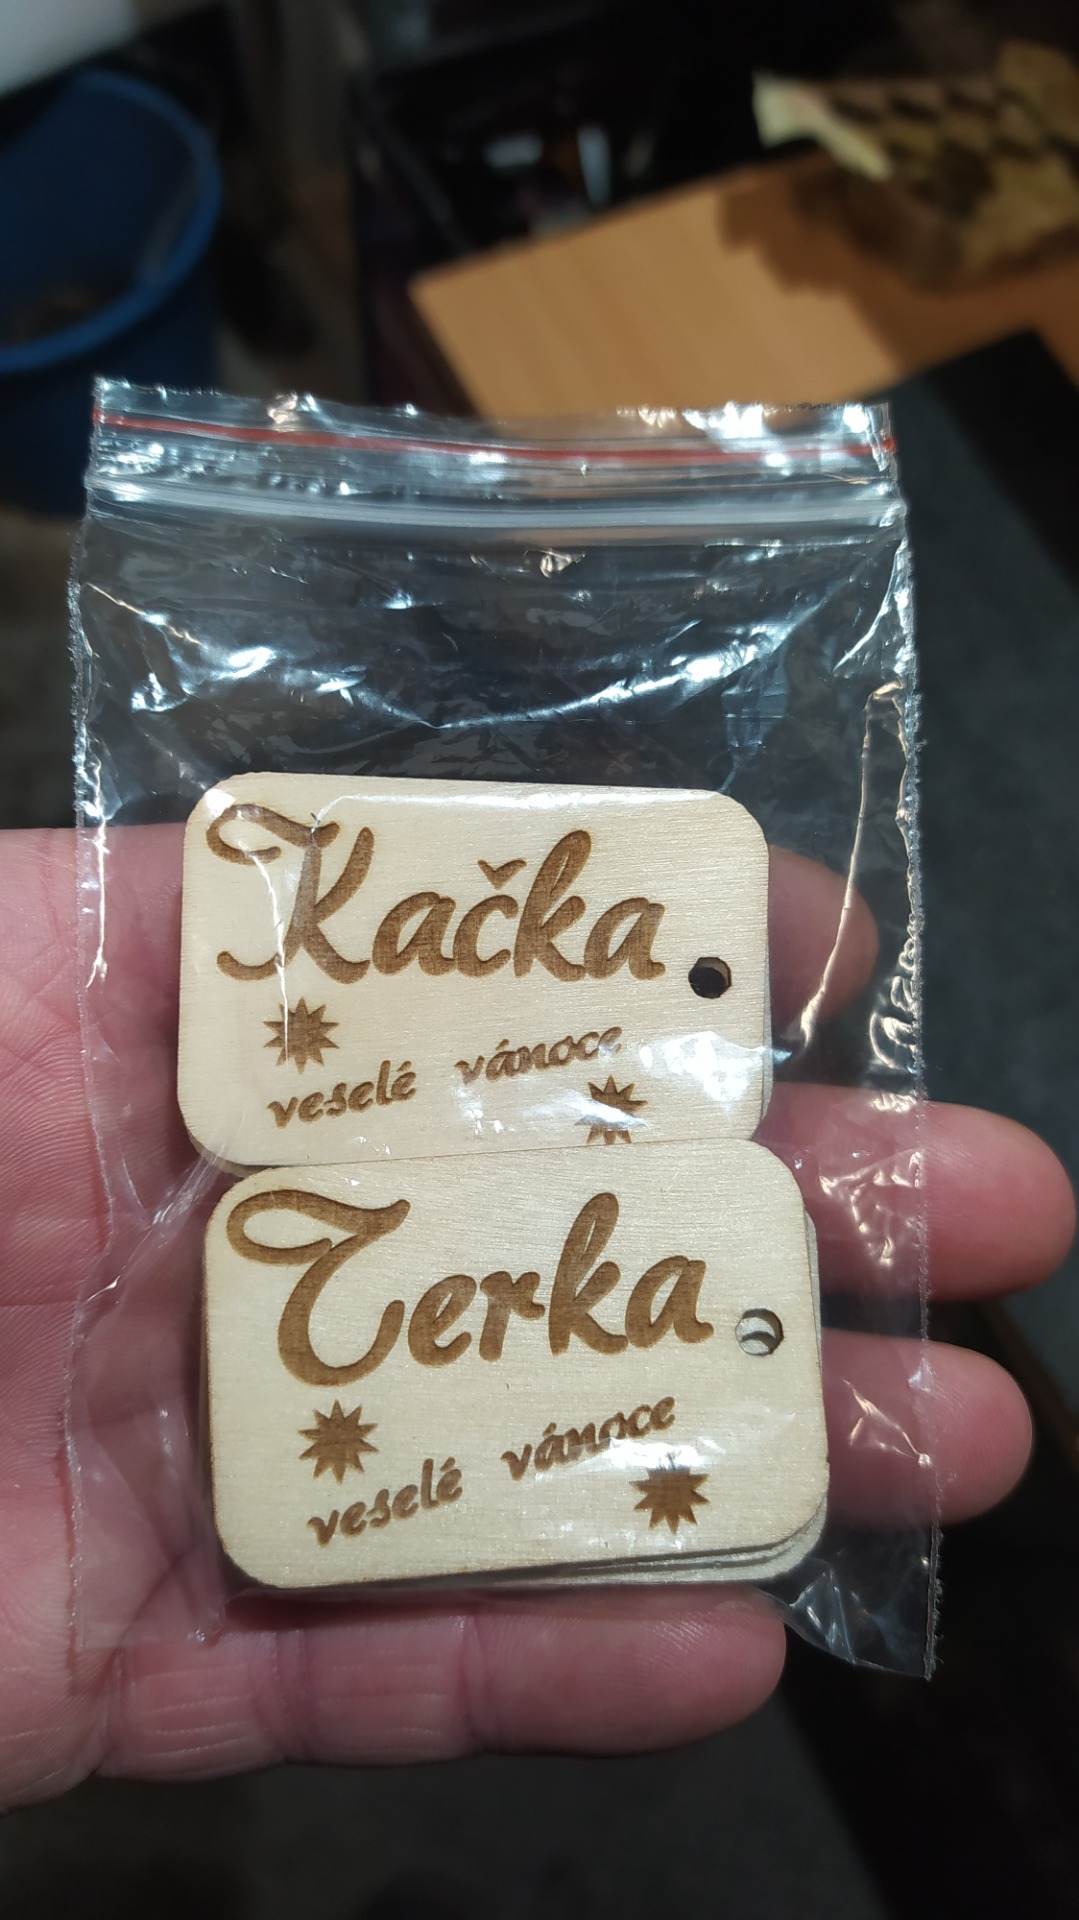 Kačka
veselé vánoce
Terka
veselé vánoce